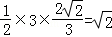 1/2 × 3 × 2√2/3 = √2